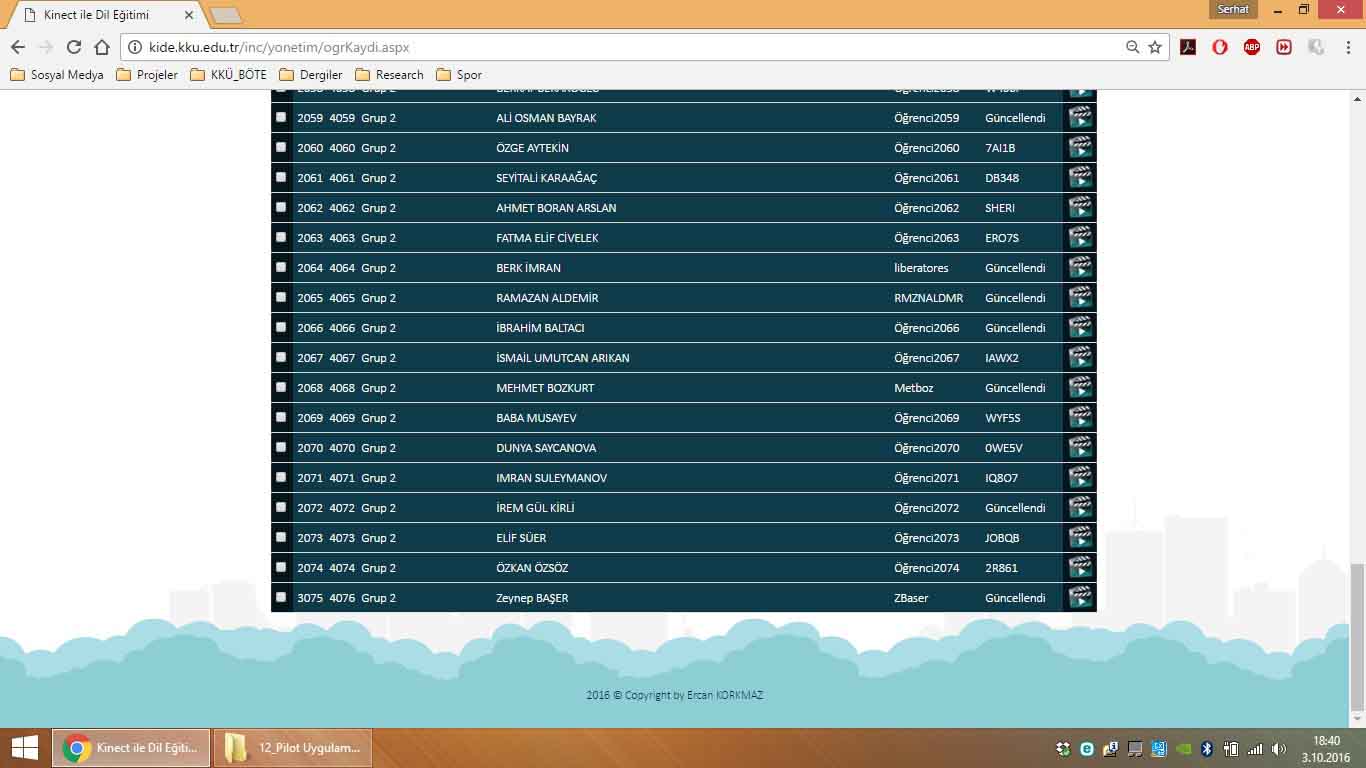 Kinect ile Dil Eğitimi
Serhat
kide.kku.edu.tr/inc/yonetim/ogrKaydi.aspx
ABP
Sosyal Medya Projeler KKÜ_BÖTE Dergiler Research Spor
2059 4059 Grup 2 ALİ OSMAN BAYRAK Öğrenci2059 Güncellendi
2060 4060 Grup 2 ÖZGE AYTEKİN Öğrenci2060 7AI1B
2061 4061 Grup 2 SEYİTALİ KARAAĞAÇ Öğrenci2061 DB348
2062 4062 Grup 2 AHMET BORAN ARSLAN Öğrenci2062 SHERI
2063 4063 Grup 2 FATMA ELİF CİVELEK Öğrenci2063 ERO7S
2064 4064 Grup 2 BERK İMRAN liberatores Güncellendi
2065 4065 Grup 2 RAMAZAN ALDEMİR RMZNALDMR Güncellendi
2066 4066 Grup 2 İBRAHİM BALTACI Öğrenci2066 Güncellendi
2067 4067 Grup 2 İSMAİL UMUTCAN ARIKAN Öğrenci2067 IAWX2
2068 4068 Grup 2 MEHMET BOZKURT Metboz Güncellendi
2069 4069 Grup 2 BABA MUSAYEV Öğrenci2069 WYF5S
2070 4070 Grup 2 DUNYA SAYCANOVA Öğrenci2070 0WE5V
2071 4071 Grup 2 IMRAN SULEYMANOV Öğrenci2071 IQ8O7
2072 4072 Grup 2 İREM GÜL KİRLİ Öğrenci2072 Güncellendi
2073 4073 Grup 2 ELİF SÜER Öğrenci2073 JOBQB
2074 4074 Grup 2 ÖZKAN ÖZSÖZ Öğrenci2074 2R861
3075 4076 Grup 2 Zeynep BAŞER ZBaser Güncellendi
2016 © Copyright by Ercan KORKMAZ
Kinect ile Dil Eğiti... 12_Pilot Uygulam...
18:40
3.10.2016